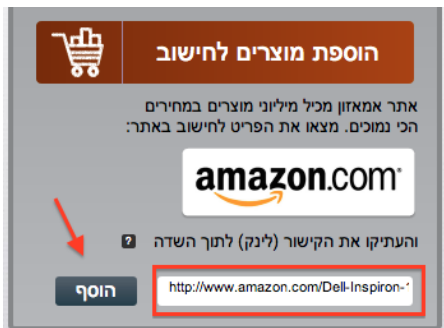 הוספת מוצרים לחישוב
אתר אמאזון מכיל מיליוני מוצרים במחירים
הכי נמוכים. מצאו את הפריט לחישוב באתר:
amazon.com
והעתיקו את הקישור (לינק) לתוך השדה ?
http://www.amazon.com/Dell-Inspiron-
הוסף